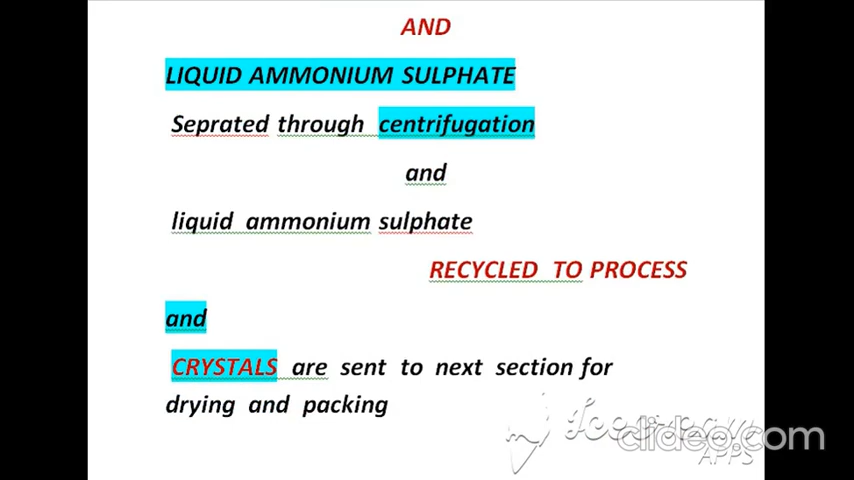 AND
LIQUID AMMONIUM SULPHATE
Seprated through centrifugation
and
liquid ammonium sulphate
RECYCLED TO PROCESS
and
CRYSTALS are sent to next section for
drying and packing
clideo.com
APPS